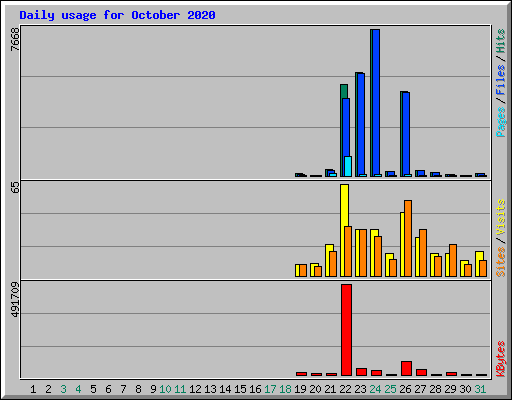 Daily usage for October 2020
7668
65
491709
Pages/Files/Hits
Sites/Visits
KBytes
1 2 3 4 5 6 7 8 9 10 11 12 13 14 15 16 17 18 19 20 21 22 23 24 25 26 27 28 29 30 31